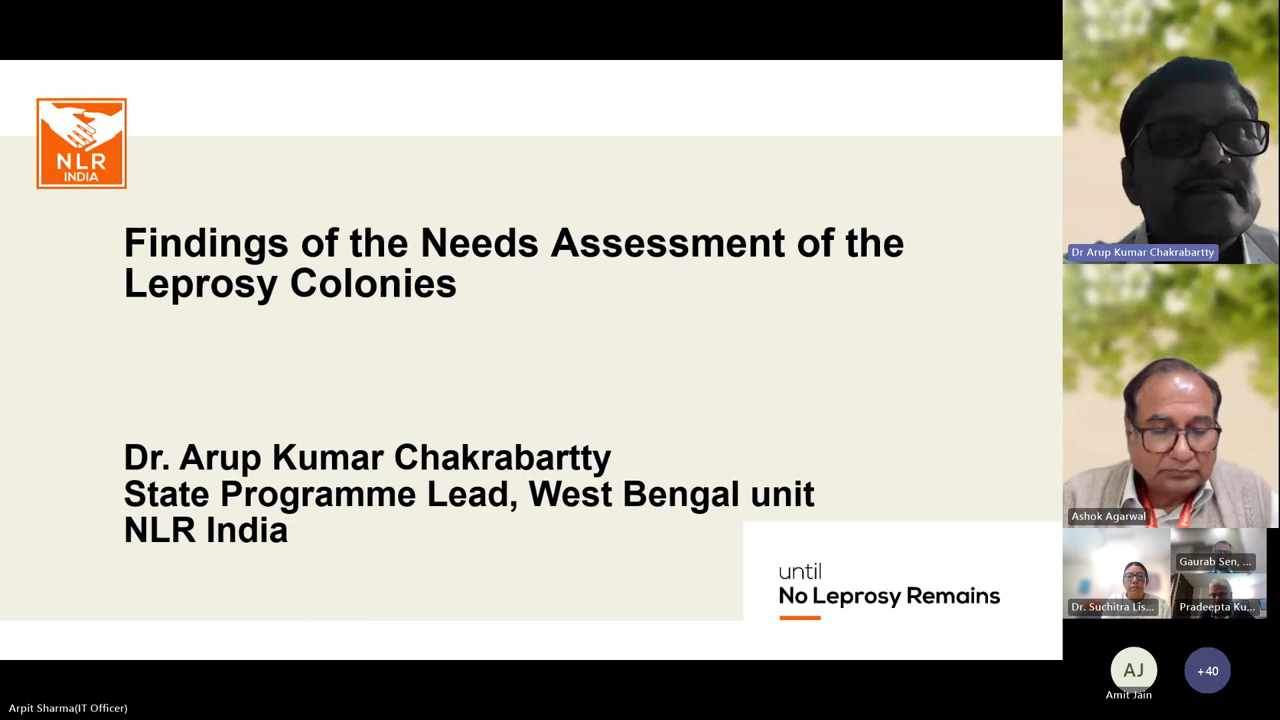 NLR
INDIA
Findings of the Needs Assessment of the
Leprosy Colonies
Dr. Arup Kumar Chakrabartty
State Programme Lead, West Bengal unit
NLR India
until
No Leprosy Remains
Dr Arup Kumar Chakrabartty
Ashok Agarwal
Gaurab Sen, ...
Dr. Suchitra Lis...
Pradeepta Ku...
AJ
+40
Amit Jain
Arpit Sharma(IT Officer)